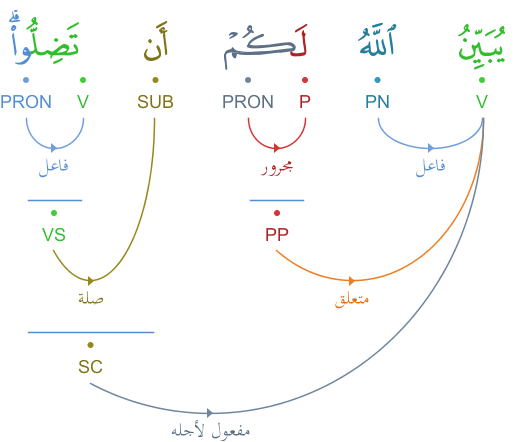 يُبَيِّنُ ٱللَّهُ لَكُمْ أَن تَضِلُّوا۟ ۗ
V PN P PRON SUB V PRON
فاعل مجرور فاعل
PP VS
متعلق صلة
SC
مفعول لأجله